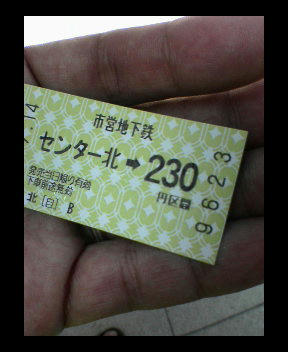 市営地下鉄
センター北➡230
円区間
発売当日限り有効
下車前途無効
北 [自] B
9623